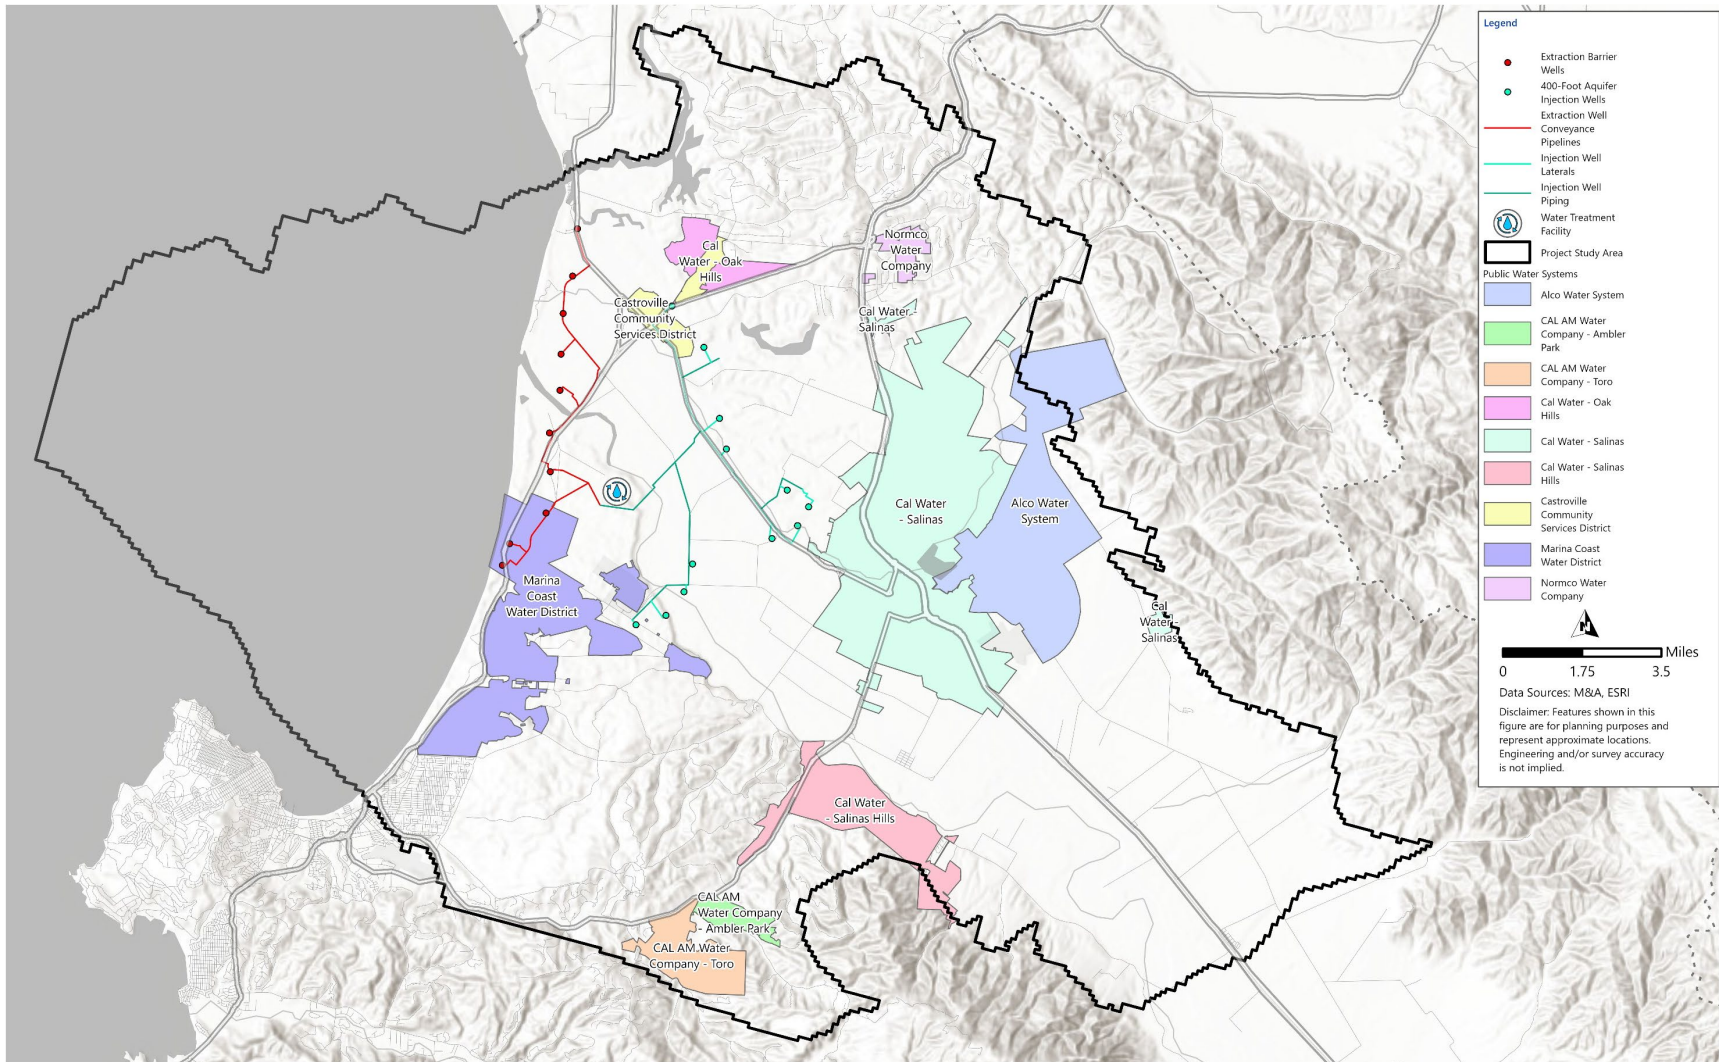 Cal
Water - Oak
Hills
Normco
Water
Company
Castroville
Community
Services District
Cal Water
Salinas
Cal Water
- Salinas
Alco Water
System
Marina
Coast
Water District
Cal
Water -
Salinas
Cal Water
- Salinas Hills
CAL AM
Water Company
- Ambler Park
CAL AM Water
Company - Toro
Legend
Extraction Barrier
Wells
400-Foot Aquifer
Injection Wells
Extraction Well
Conveyance
Pipelines
Injection Well
Laterals
Injection Well
Piping
Water Treatment
Facility
Project Study Area
Public Water Systems
Alco Water System
CAL AM Water
Company - Ambler
Park
CAL AM Water
Company - Toro
Cal Water - Oak
Hills
Cal Water - Salinas
Cal Water - Salinas
Hills
Castroville
Community
Services District
Marina Coast
Water District
Normco Water
Company
N
Miles
0 1.75 3.5
Data Sources: M&A, ESRI
Disclaimer: Features shown in this
figure are for planning purposes and
represent approximate locations.
Engineering and/or survey accuracy
is not implied.